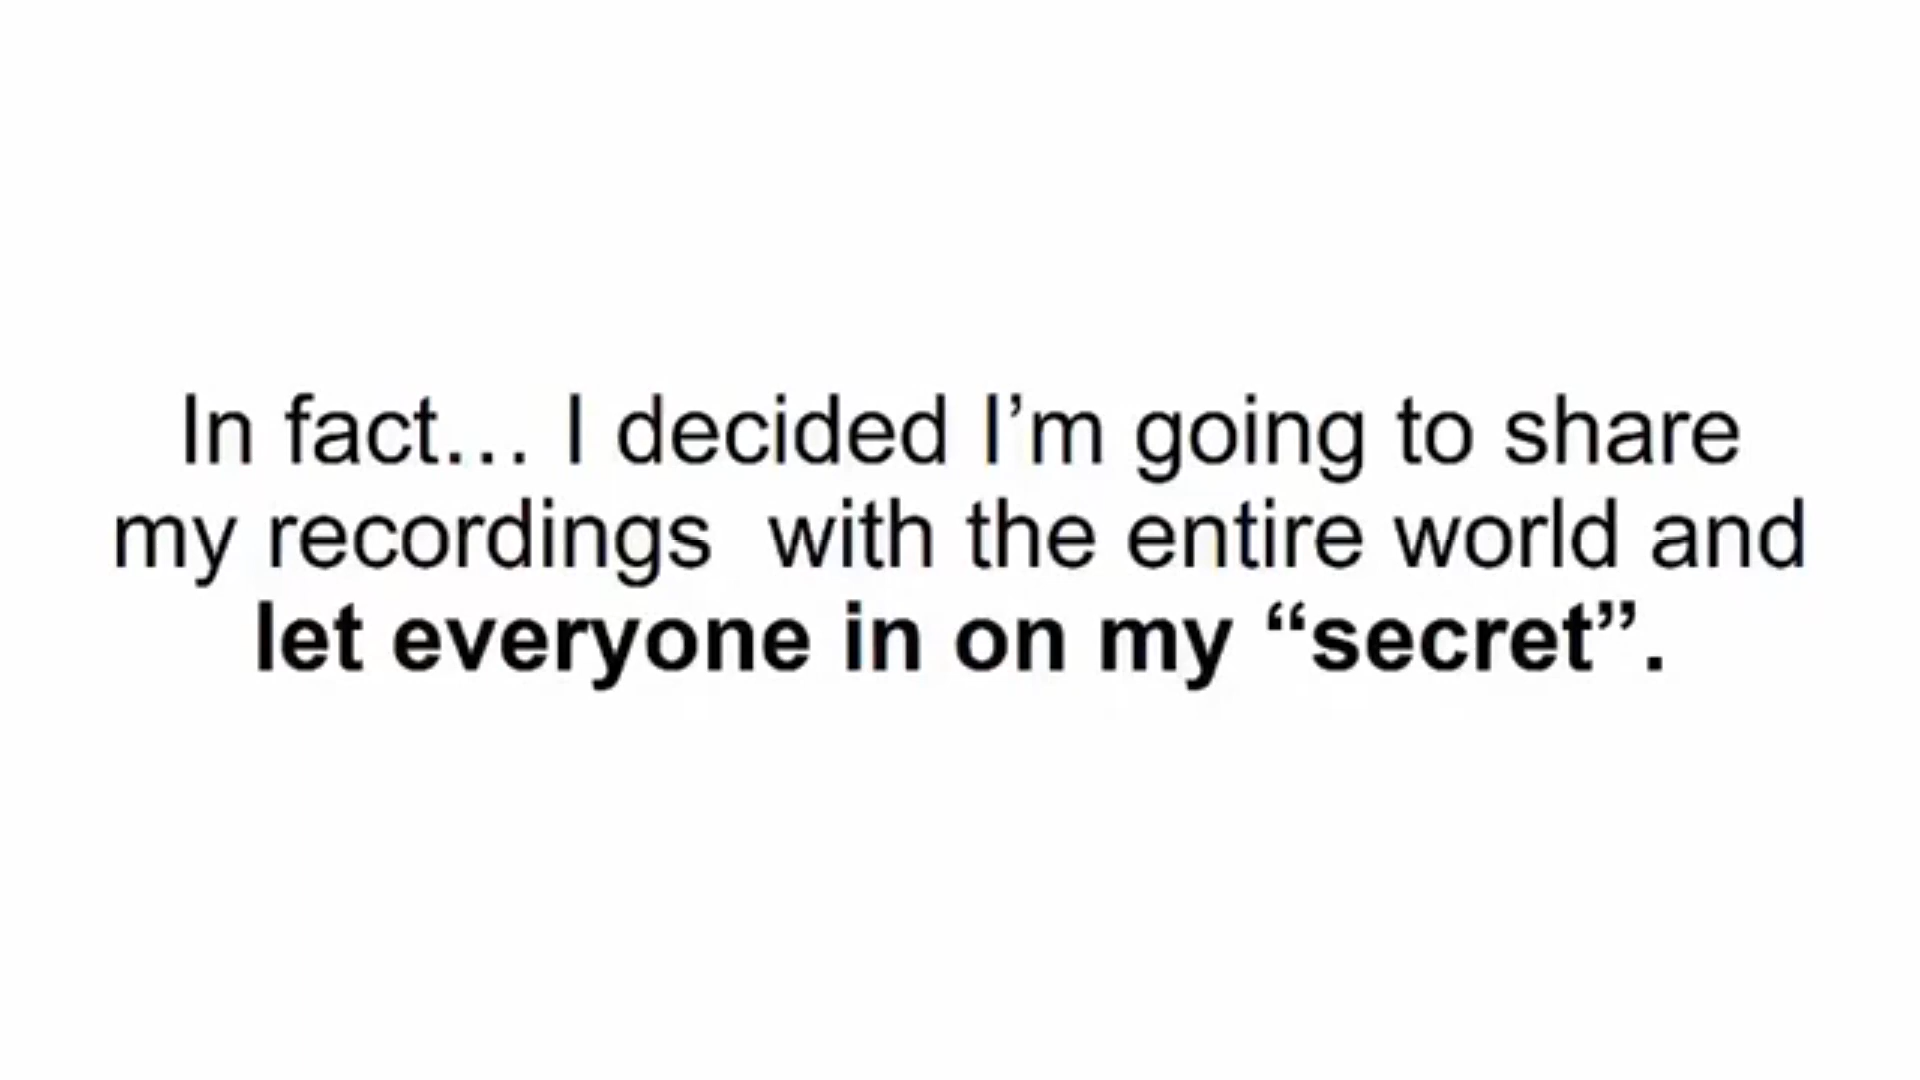 In fact… I decided I’m going to share
my recordings  with the entire world and
let everyone in on my “secret”.